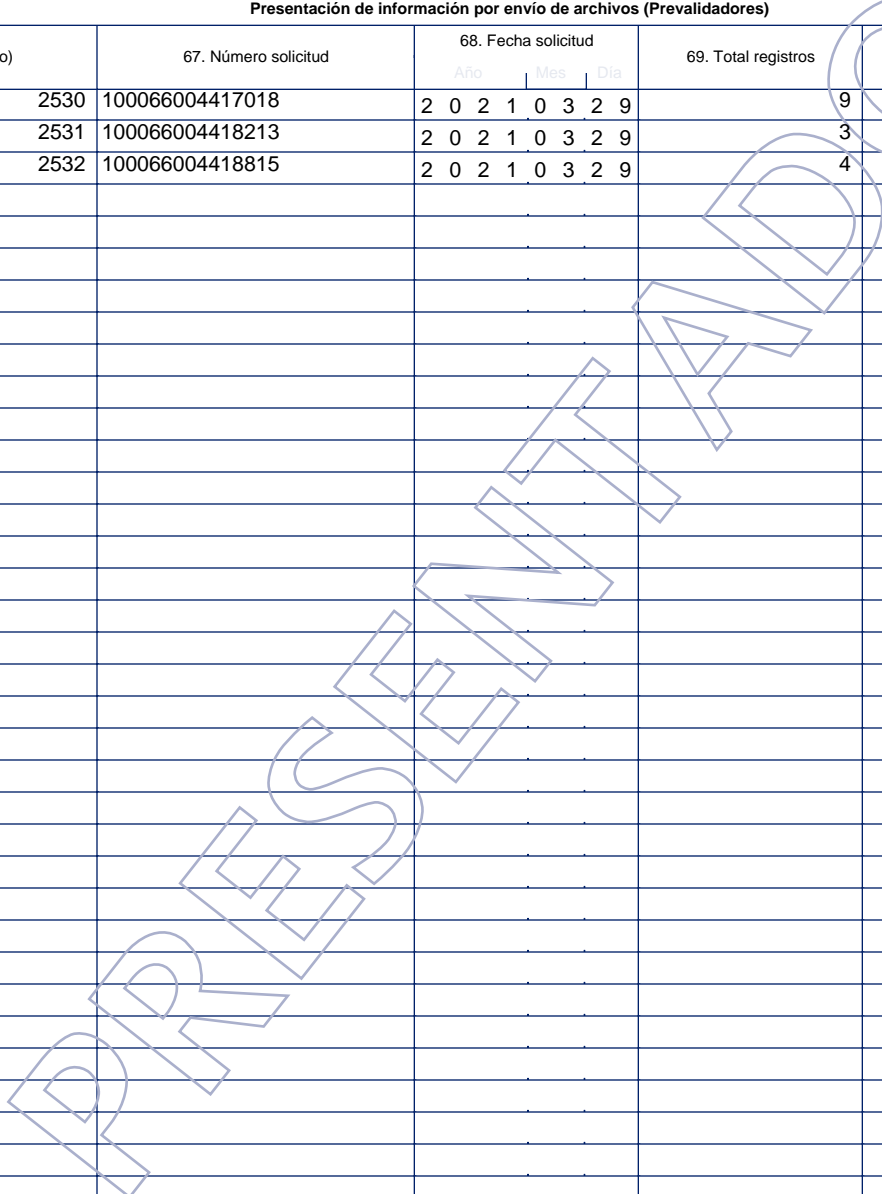 Presentación de información por envío de archivos (Prevalidadores)
o) 67. Número solicitud 68. Fecha solicitud 69. Total registros
Año Mes Día
2530 100066004417018 2 0 2 1 0 3 2 9 9
2531 100066004418213 2 0 2 1 0 3 2 9 3
2532 100066004418815 2 0 2 1 0 3 2 9 4
PRESENTADO